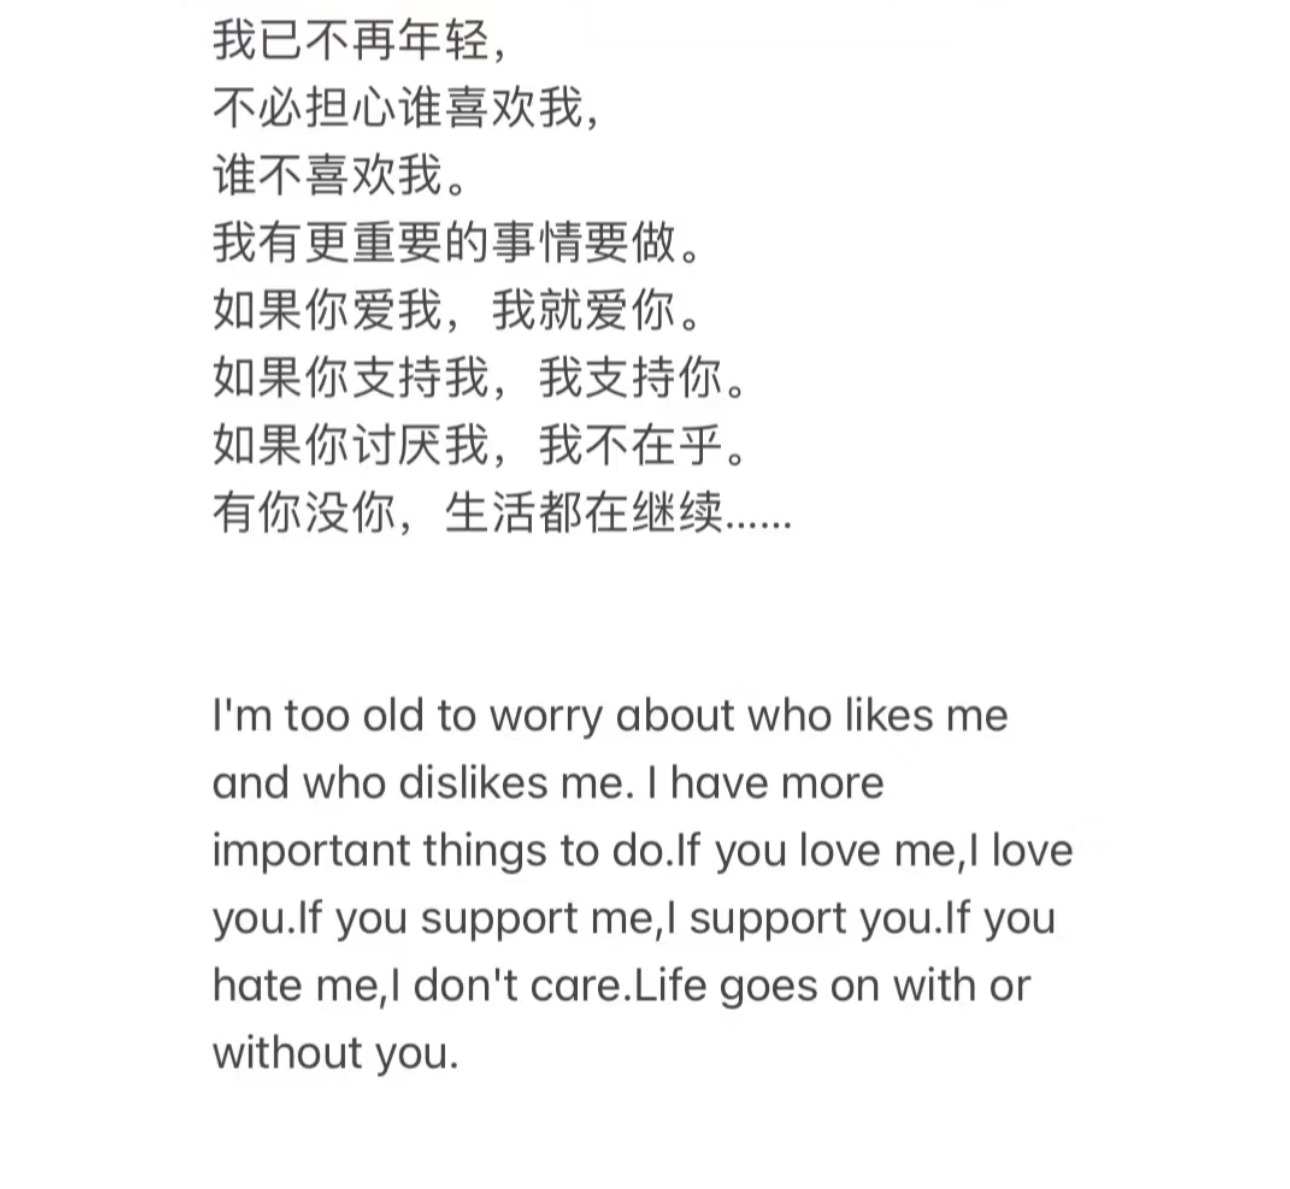 我已不再年轻，
不必担心谁喜欢我，
谁不喜欢我。
我有更重要的事情要做。
如果你爱我，我就爱你。
如果你支持我，我支持你。
如果你讨厌我，我不在乎。
有你没你，生活都在继续......
I'm too old to worry about who likes me
and who dislikes me. I have more
important things to do.If you love me,I love
you.If you support me,I support you.If you
hate me,I don't care.Life goes on with or
without you.